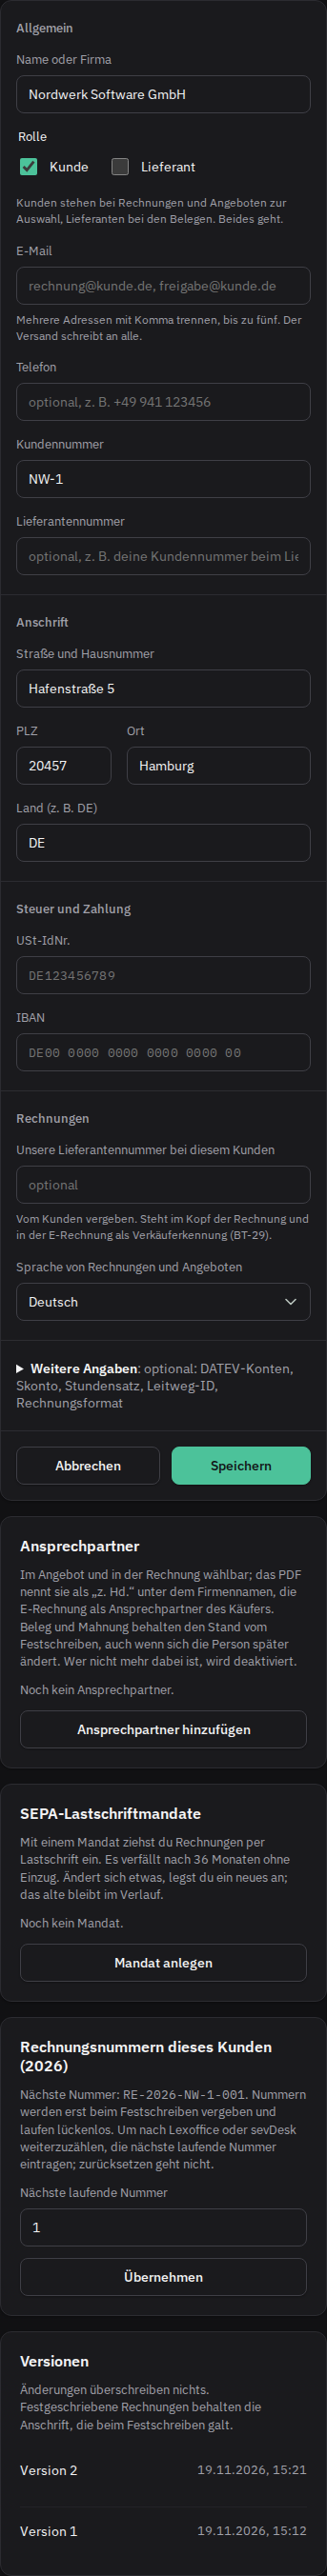 Allgemein
Name oder Firma
Nordwerk Software GmbH
Rolle
Kunde
Lieferant
Kunden stehen bei Rechnungen und Angeboten zur
Auswahl, Lieferanten bei den Belegen. Beides geht.
E-Mail
rechnung@kunde.de, freigabe@kunde.de
Mehrere Adressen mit Komma trennen, bis zu fünf. Der
Versand schreibt an alle.
Telefon
optional, z. B. +49 941 123456
Kundennummer
NW-1
Lieferantennummer
optional, z. B. deine Kundennummer beim Lie
Anschrift
Straße und Hausnummer
Hafenstraße 5
PLZ
Ort
20457
Hamburg
Land (z. B. DE)
DE
Steuer und Zahlung
USt-IdNr.
DE123456789
IBAN
DE00 0000 0000 0000 0000 00
Rechnungen
Unsere Lieferantennummer bei diesem Kunden
optional
Vom Kunden vergeben. Steht im Kopf der Rechnung und
in der E-Rechnung als Verkäuferkennung (BT-29).
Sprache von Rechnungen und Angeboten
Deutsch
Weitere Angaben: optional: DATEV-Konten,
Skonto, Stundensatz, Leitweg-ID,
Rechnungsformat
Abbrechen
Speichern
Ansprechpartner
Im Angebot und in der Rechnung wählbar; das PDF
nennt sie als „z. Hd.“ unter dem Firmennamen, die
E-Rechnung als Ansprechpartner des Käufers.
Beleg und Mahnung behalten den Stand vom
Festschreiben, auch wenn sich die Person später
ändert. Wer nicht mehr dabei ist, wird deaktiviert.
Noch kein Ansprechpartner.
Ansprechpartner hinzufügen
SEPA-Lastschriftmandate
Mit einem Mandat ziehst du Rechnungen per
Lastschrift ein. Es verfällt nach 36 Monaten ohne
Einzug. Ändert sich etwas, legst du ein neues an;
das alte bleibt im Verlauf.
Noch kein Mandat.
Mandat anlegen
Rechnungsnummern dieses Kunden
(2026)
Nächste Nummer: RE-2026-NW-1-001. Nummern
werden erst beim Festschreiben vergeben und
laufen lückenlos. Um nach Lexoffice oder sevDesk
weiterzuzählen, die nächste laufende Nummer
eintragen; zurücksetzen geht nicht.
Nächste laufende Nummer
1
Übernehmen
Versionen
Änderungen überschreiben nichts.
Festgeschriebene Rechnungen behalten die
Anschrift, die beim Festschreiben galt.
Version 2
19.11.2026, 15:21
Version 1
19.11.2026, 15:12